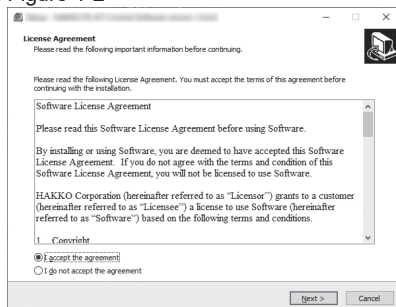 Figure
License Agreement
Please read the following important information before continuing.
Please read the following License Agreement. You must accept the terms of this agreement before
continuing with the installation.
Software License Agreement
Please read this Software License Agreement before using Software.
By installing or using Software, you are deemed to have accepted this Software
License Agreement. If you do not agree with the terms and condition of this
Software License Agreement, you will not be licensed to use Software.
HAKKO Corporation (hereinafter referred to as “Licensor”) grants to a customer
(hereinafter referred to as “Licensee”) a license to use Software (hereinafter
referred to as “Software”) based on the following terms and conditions.
1 Copyright
I accept the agreement
I do not accept the agreement
Next > Cancel